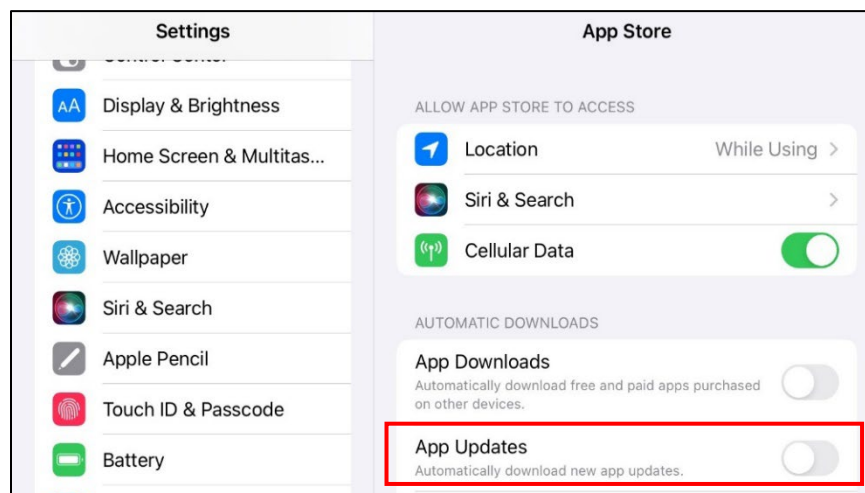 Settings
App Store
Control Center
Display & Brightness
Home Screen & Multitas...
Accessibility
Wallpaper
Siri & Search
Apple Pencil
Touch ID & Passcode
Battery
ALLOW APP STORE TO ACCESS
Location While Using
Siri & Search
Cellular Data
AUTOMATIC DOWNLOADS
App Downloads
Automatically download free and paid apps purchased
on other devices.
App Updates
Automatically download new app updates.